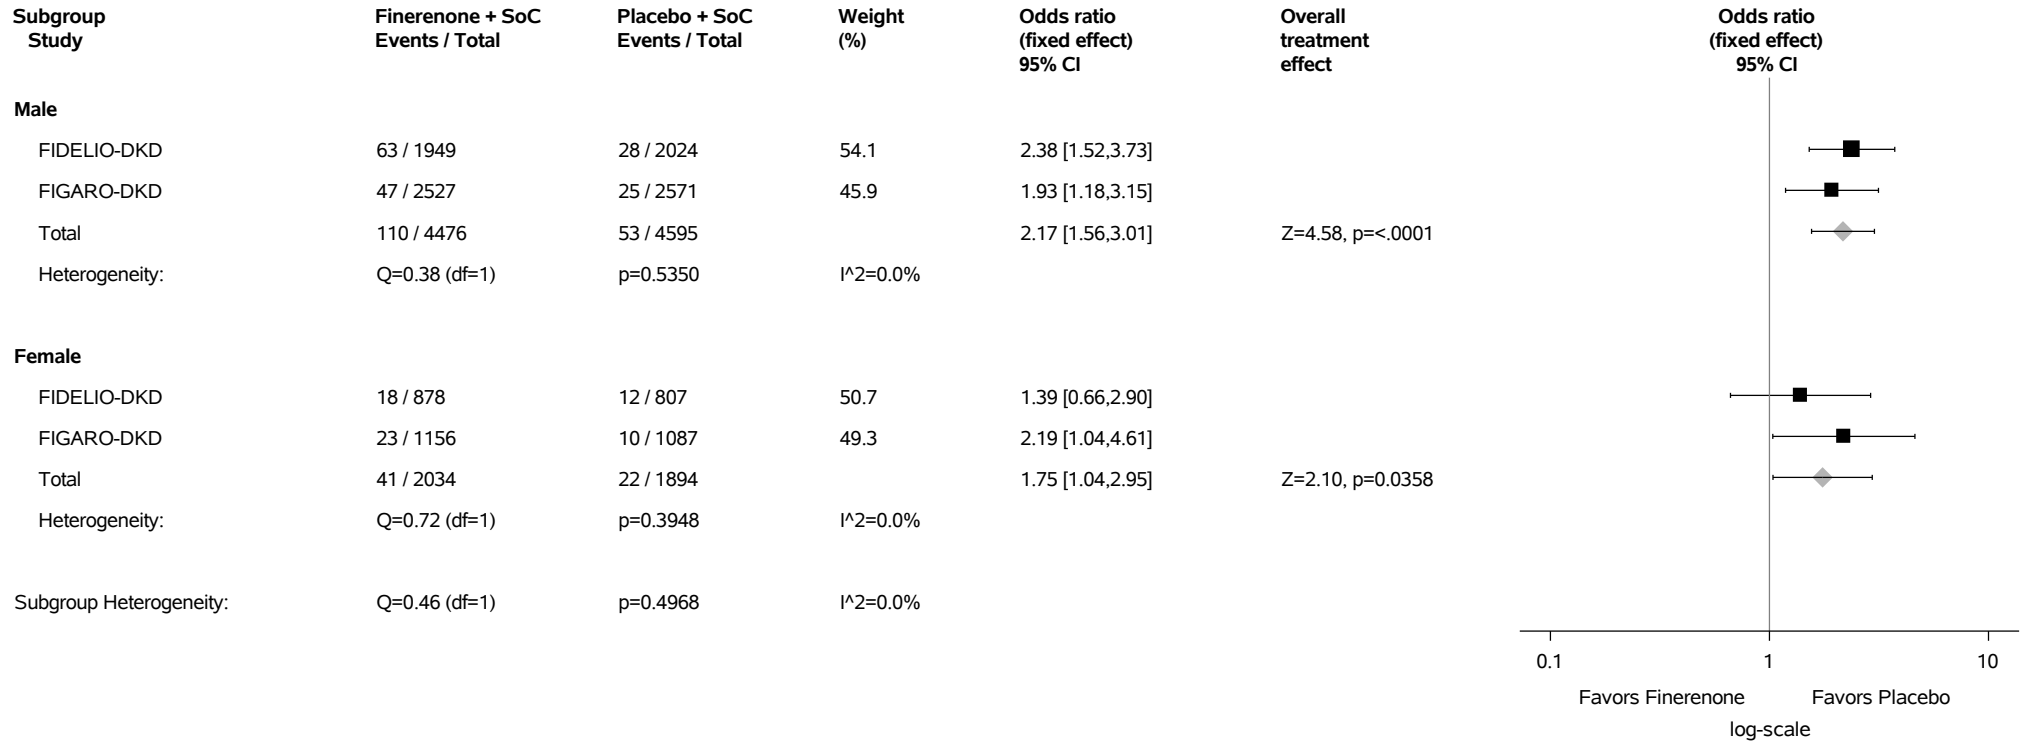 Subgroup Finerenone + SoC Placebo + SoC Weight Odds ratio Overall Odds ratio
Study Events / Total Events / Total (%) (fixed effect) treatment (fixed effect)
95% CI effect 95% CI
Male
FIDELIO-DKD 63 / 1949 28 / 2024 54.1 2.38 [1.52,3.73]
FIGARO-DKD 47 / 2527 25 / 2571 45.9 1.93 [1.18,3.15]
Total 110 / 4476 53 / 4595 2.17 [1.56,3.01] Z=4.58, p=<.0001
Heterogeneity: Q=0.38 (df=1) p=0.5350 I^2=0.0%
Female
FIDELIO-DKD 18 / 878 12 / 807 50.7 1.39 [0.66,2.90]
FIGARO-DKD 23 / 1156 10 / 1087 49.3 2.19 [1.04,4.61]
Total 41 / 2034 22 / 1894 1.75 [1.04,2.95] Z=2.10, p=0.0358
Heterogeneity: Q=0.72 (df=1) p=0.3948 I^2=0.0%
Subgroup Heterogeneity: Q=0.46 (df=1) p=0.4968 I^2=0.0%
0.1 1 10
Favors Finerenone Favors Placebo
log-scale